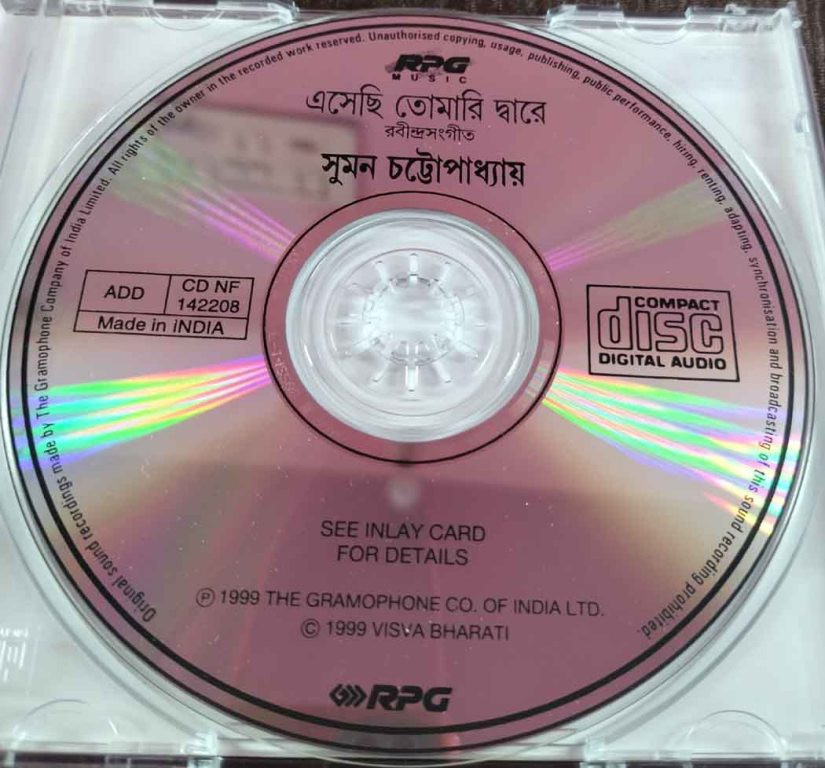 Original sound recordings made by The Gramophone Company of India Limited. All rights of the owner in the recorded work reserved. Unauthorised copying, usage, publishing, public performance, hiring, renting, adapting, synchronisation and broadcasting of this sound recording prohibited.
RPG
MUSIC
এসেছি তোমারি দ্বারে
রবীন্দ্রসংগীত
সুমন চট্টোপাধ্যায়
ADD
CD NF
142208
Made in iNDIA
COMPACT
disc
DIGITAL AUDIO
SEE INLAY CARD
FOR DETAILS
℗ 1999 THE GRAMOPHONE CO. OF INDIA LTD.
© 1999 VISVA BHARATI
RPG